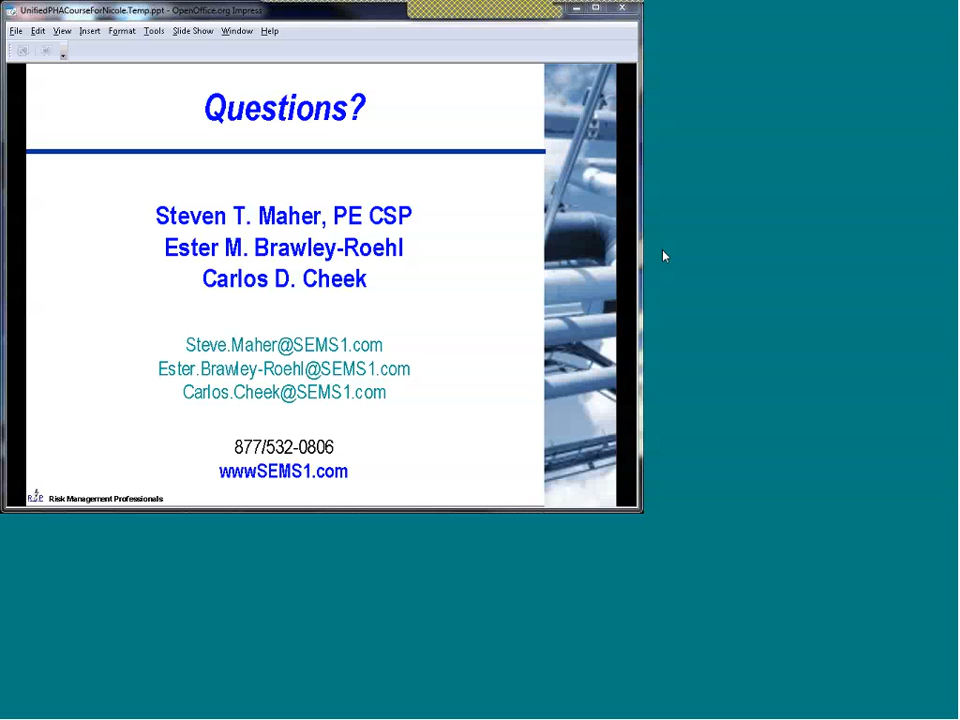 UnifiedPHACourseForNicole.Temp.ppt - OpenOffice.org Impress
File Edit View Insert Format Tools Slide Show Window Help
Questions?
Steven T. Maher, PE CSP
Ester M. Brawley-Roehl
Carlos D. Cheek
Steve.Maher@SEMS1.com
Ester.Brawley-Roehl@SEMS1.com
Carlos.Cheek@SEMS1.com
877/532-0806
wwwSEMS1.com
Risk Management Professionals